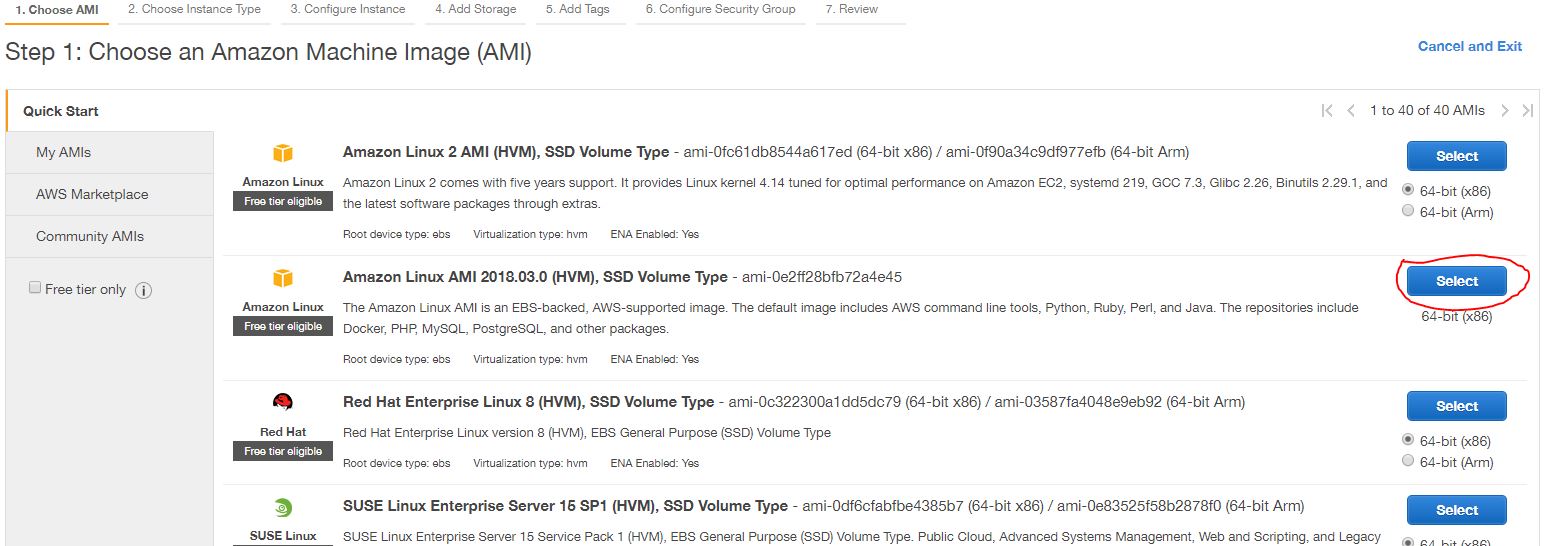 1. Choose AMI 2. Choose Instance Type 3. Configure Instance 4. Add Storage 5. Add Tags 6. Configure Security Group 7. Review
Step 1: Choose an Amazon Machine Image (AMI)
Cancel and Exit
Quick Start
1 to 40 of 40 AMIs
My AMIs
AWS Marketplace
Community AMIs
Free tier only i
Amazon Linux
Free tier eligible
Amazon Linux 2 AMI (HVM), SSD Volume Type - ami-0fc61db8544a617ed (64-bit x86) / ami-0f90a34c9df977efb (64-bit Arm)
Amazon Linux 2 comes with five years support. It provides Linux kernel 4.14 tuned for optimal performance on Amazon EC2, systemd 219, GCC 7.3, Glibc 2.26, Binutils 2.29.1, and
the latest software packages through extras.
Root device type: ebs Virtualization type: hvm ENA Enabled: Yes
Select
64-bit (x86)
64-bit (Arm)
Amazon Linux
Free tier eligible
Amazon Linux AMI 2018.03.0 (HVM), SSD Volume Type - ami-0e2ff28bfb72a4e45
The Amazon Linux AMI is an EBS-backed, AWS-supported image. The default image includes AWS command line tools, Python, Ruby, Perl, and Java. The repositories include
Docker, PHP, MySQL, PostgreSQL, and other packages.
Root device type: ebs Virtualization type: hvm ENA Enabled: Yes
Select
64-bit (x86)
Red Hat
Free tier eligible
Red Hat Enterprise Linux 8 (HVM), SSD Volume Type - ami-0c322300a1dd5dc79 (64-bit x86) / ami-03587fa4048e9eb92 (64-bit Arm)
Red Hat Enterprise Linux version 8 (HVM), EBS General Purpose (SSD) Volume Type
Root device type: ebs Virtualization type: hvm ENA Enabled: Yes
Select
64-bit (x86)
64-bit (Arm)
SUSE Linux
SUSE Linux Enterprise Server 15 SP1 (HVM), SSD Volume Type - ami-0df6cfabfbe4385b7 (64-bit x86) / ami-0e83525f58b2878f0 (64-bit Arm)
SUSE Linux Enterprise Server 15 Service Pack 1 (HVM), EBS General Purpose (SSD) Volume Type. Public Cloud, Advanced Systems Management, Web and Scripting, and Legacy
Select
64-bit (x86)